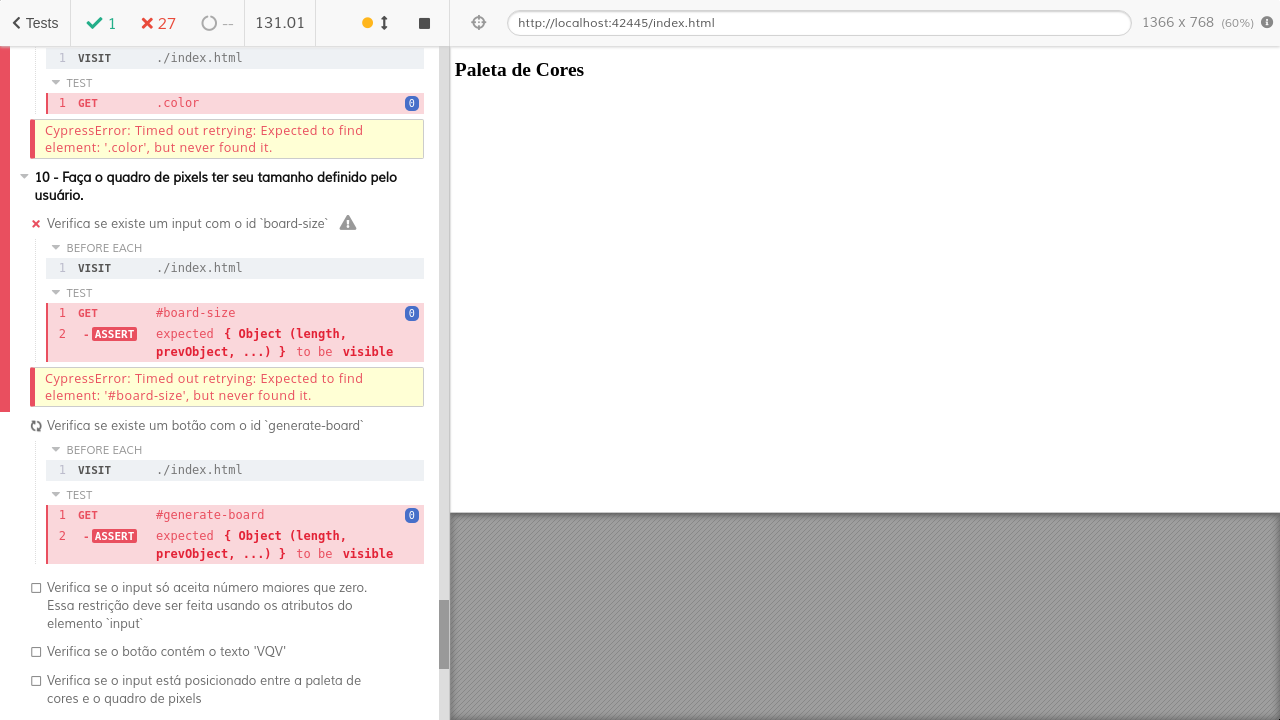 Tests
1
27
--
131.01
http://localhost:42445/index.html
1366 x 768 (60%)
1 VISIT ./index.html
TEST
1 GET .color 0
CypressError: Timed out retrying: Expected to find
element: '.color', but never found it.
10 - Faça o quadro de pixels ter seu tamanho definido pelo
usuário.
Verifica se existe um input com o id `board-size`
BEFORE EACH
1 VISIT ./index.html
TEST
1 GET #board-size 0
2 - ASSERT expected { Object (length,
prevObject, ...) } to be visible
CypressError: Timed out retrying: Expected to find
element: '#board-size', but never found it.
Verifica se existe um botão com o id `generate-board`
BEFORE EACH
1 VISIT ./index.html
TEST
1 GET #generate-board 0
2 - ASSERT expected { Object (length,
prevObject, ...) } to be visible
Verifica se o input só aceita número maiores que zero.
Essa restrição deve ser feita usando os atributos do
elemento `input`
Verifica se o botão contém o texto 'VQV'
Verifica se o input está posicionado entre a paleta de
cores e o quadro de pixels
Paleta de Cores